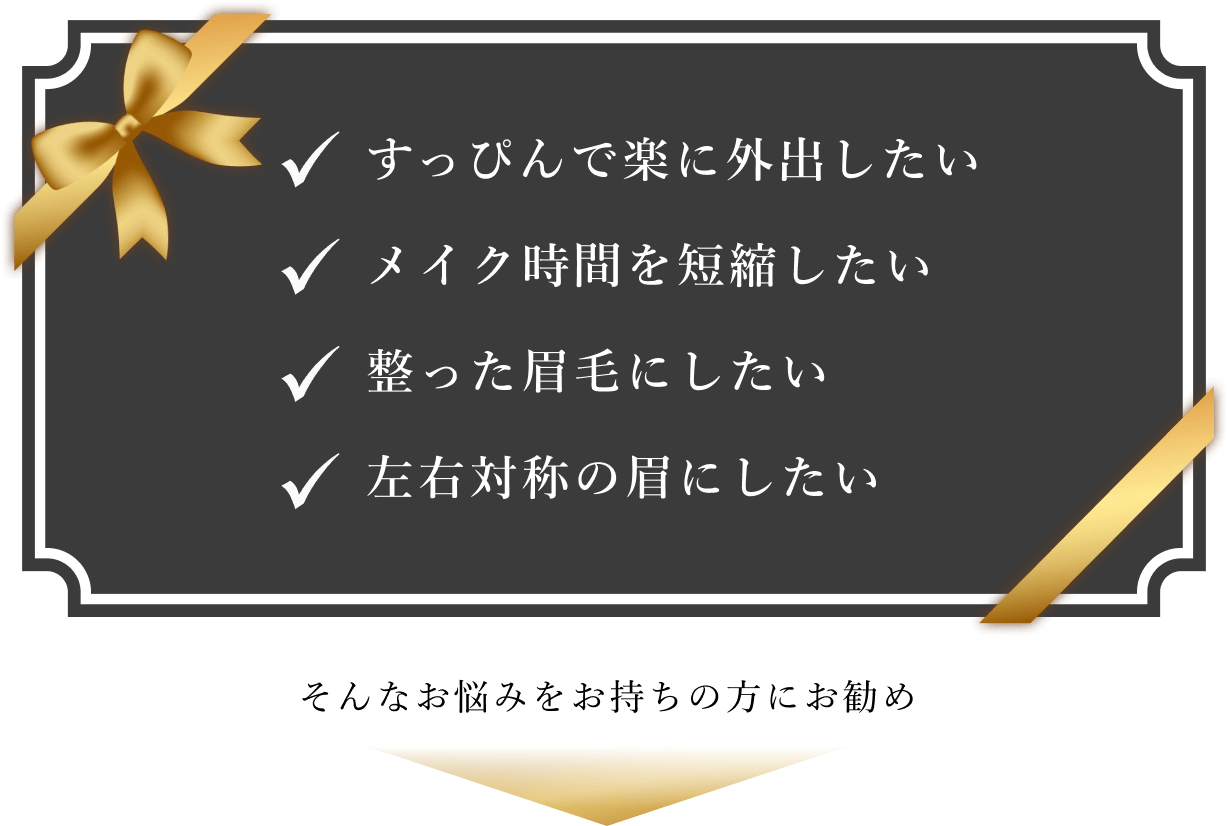 すっぴんで楽に外出したい
メイク時間を短縮したい
整った眉毛にしたい
左右対称の眉にしたい
そんなお悩みをお持ちの方にお勧め